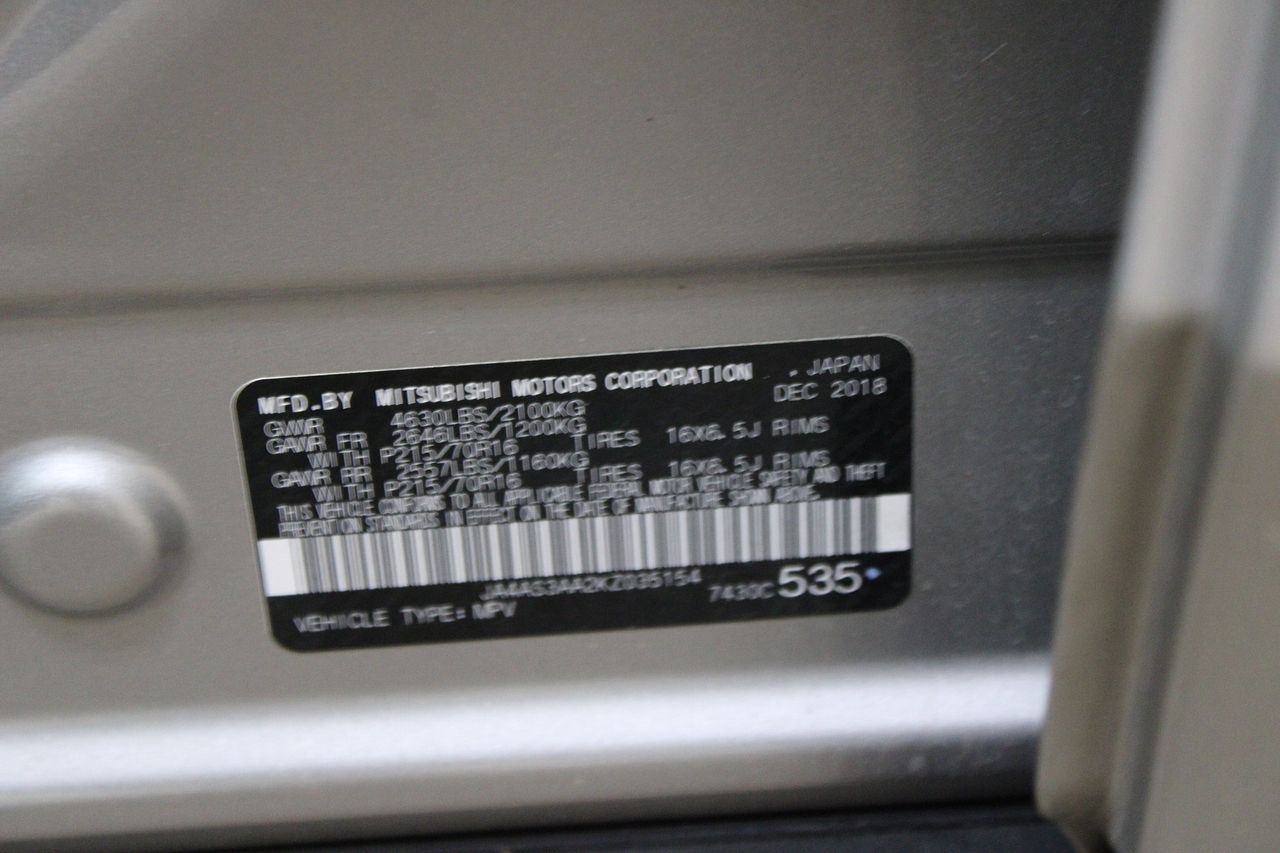 MFD.BY MITSUBISHI MOTORS CORPORATION . JAPAN
GVWR 4630LBS/2100KG DEC 2018
GAWR FR 2646LBS/1200KG
WITH P215/70R16 TIRES 16X6.5J RIMS
GAWR RR 2557LBS/1160KG
WITH P215/70R16 TIRES 16X6.5J RIMS
THIS VEHICLE CONFORMS TO ALL APPLICABLE FEDERAL MOTOR VEHICLE SAFETY AND THEFT
PREVENTION STANDARDS IN EFFECT ON THE DATE OF MANUFACTURE SHOWN ABOVE.
JA4AS3AA2KZ035154
VEHICLE TYPE: MPV 7430C 535